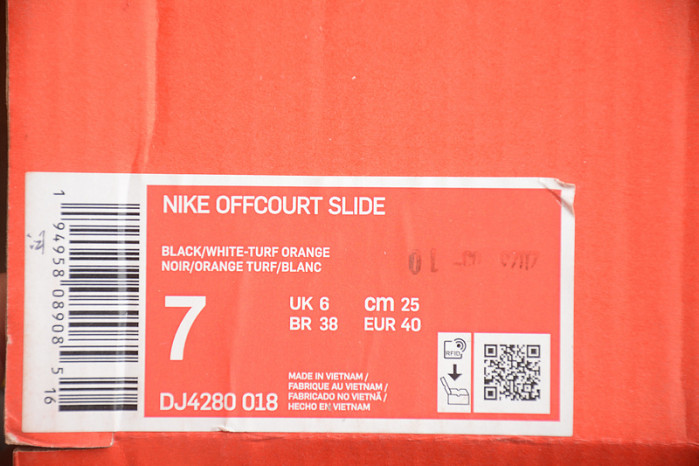 NIKE OFFCOURT SLIDE
BLACK/WHITE-TURF ORANGE
NOIR/ORANGE TURF/BLANC
7
UK 6 cm 25
BR 38 EUR 40
DJ4280 018
MADE IN VIETNAM /
FABRIQUE AU VIETNAM /
FABRICADO NO VIETNÃ /
HECHO EN VIETNAM
RFID
1 94958 08908 5 16